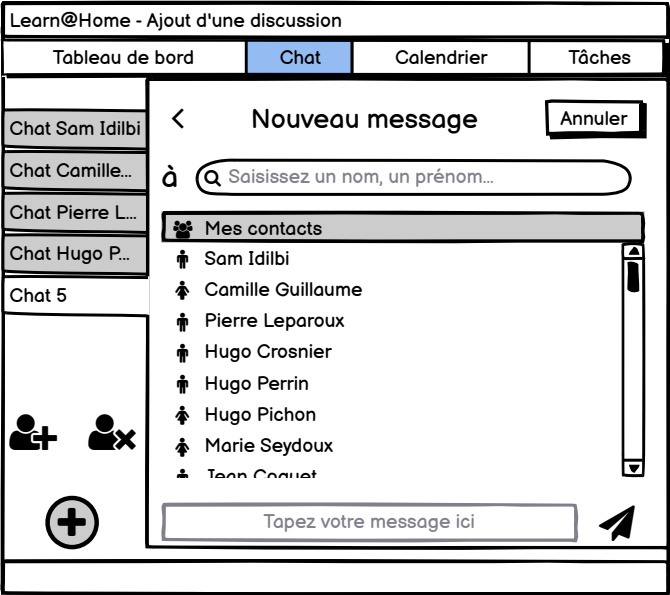 Learn@Home - Ajout d'une discussion
Tableau de bord Chat Calendrier Tâches
Nouveau message
Annuler
Chat Sam Idilbi
Chat Camille...
Chat Pierre L...
Chat Hugo P...
Chat 5
à
Saisissez un nom, un prénom...
Mes contacts
Sam Idilbi
Camille Guillaume
Pierre Leparoux
Hugo Crosnier
Hugo Perrin
Hugo Pichon
Marie Seydoux
Jean Coquet
Tapez votre message ici